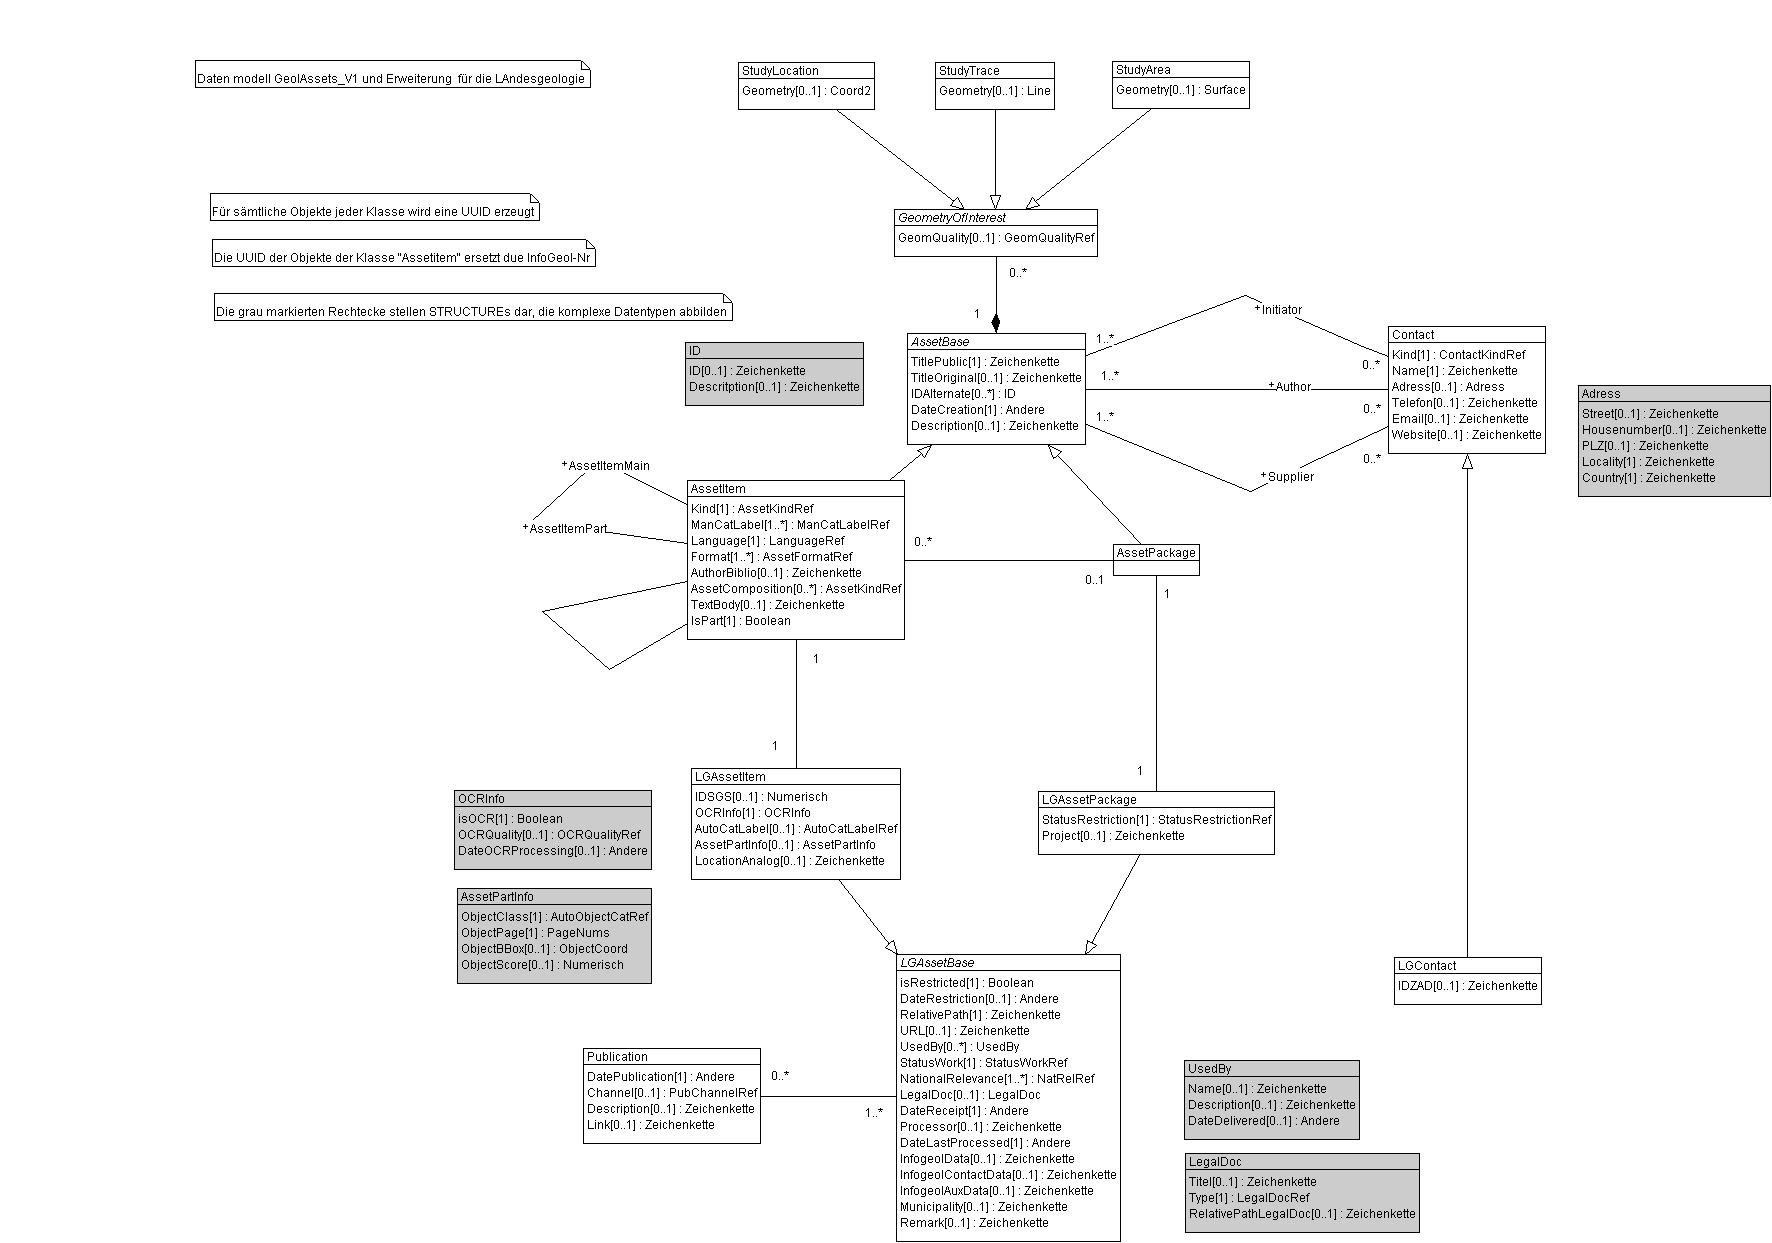 Daten modell GeolAssets_V1 und Erweiterung für die LAndesgeologie
StudyLocation
Geometry[0..1] : Coord2
StudyTrace
Geometry[0..1] : Line
StudyArea
Geometry[0..1] : Surface
Für sämtliche Objekte jeder Klasse wird eine UUID erzeugt
Die UUID der Objekte der Klasse "Assetitem" ersetzt due InfoGeol-Nr
Die grau markierten Rechtecke stellen STRUCTUREs dar, die komplexe Datentypen abbilden
GeometryOfInterest
GeomQuality[0..1] : GeomQualityRef
0..*
1
ID
ID[0..1] : Zeichenkette
Descritption[0..1] : Zeichenkette
AssetBase
TitlePublic[1] : Zeichenkette
TitleOriginal[0..1] : Zeichenkette
IDAlternate[0..*] : ID
DateCreation[1] : Andere
Description[0..1] : Zeichenkette
1..*
+Initiator
0..*
1..*
+Author
0..*
1..*
+Supplier
0..*
Contact
Kind[1] : ContactKindRef
Name[1] : Zeichenkette
Adress[0..1] : Adress
Telefon[0..1] : Zeichenkette
Email[0..1] : Zeichenkette
Website[0..1] : Zeichenkette
Adress
Street[0..1] : Zeichenkette
Housenumber[0..1] : Zeichenkette
PLZ[0..1] : Zeichenkette
Locality[1] : Zeichenkette
Country[1] : Zeichenkette
+AssetItemMain
+AssetItemPart
AssetItem
Kind[1] : AssetKindRef
ManCatLabel[1..*] : ManCatLabelRef
Language[1] : LanguageRef
Format[1..*] : AssetFormatRef
AuthorBiblio[0..1] : Zeichenkette
AssetComposition[0..*] : AssetKindRef
TextBody[0..1] : Zeichenkette
IsPart[1] : Boolean
0..*
0..1
AssetPackage
1
1
1
1
OCRInfo
isOCR[1] : Boolean
OCRQuality[0..1] : OCRQualityRef
DateOCRProcessing[0..1] : Andere
LGAssetItem
IDSGS[0..1] : Numerisch
OCRInfo[1] : OCRInfo
AutoCatLabel[0..1] : AutoCatLabelRef
AssetPartInfo[0..1] : AssetPartInfo
LocationAnalog[0..1] : Zeichenkette
LGAssetPackage
StatusRestriction[1] : StatusRestrictionRef
Project[0..1] : Zeichenkette
AssetPartInfo
ObjectClass[1] : AutoObjectCatRef
ObjectPage[1] : PageNums
ObjectBBox[0..1] : ObjectCoord
ObjectScore[0..1] : Numerisch
LGAssetBase
isRestricted[1] : Boolean
DateRestriction[0..1] : Andere
RelativePath[1] : Zeichenkette
URL[0..1] : Zeichenkette
UsedBy[0..*] : UsedBy
StatusWork[1] : StatusWorkRef
NationalRelevance[1..*] : NatRelRef
LegalDoc[0..1] : LegalDoc
DateReceipt[1] : Andere
Processor[0..1] : Zeichenkette
DateLastProcessed[1] : Andere
InfogeolData[0..1] : Zeichenkette
InfogeolContactData[0..1] : Zeichenkette
InfogeolAuxData[0..1] : Zeichenkette
Municipality[0..1] : Zeichenkette
Remark[0..1] : Zeichenkette
LGContact
IDZAD[0..1] : Zeichenkette
Publication
DatePublication[1] : Andere
Channel[0..1] : PubChannelRef
Description[0..1] : Zeichenkette
Link[0..1] : Zeichenkette
0..*
1..*
UsedBy
Name[0..1] : Zeichenkette
Description[0..1] : Zeichenkette
DateDelivered[0..1] : Andere
LegalDoc
Titel[0..1] : Zeichenkette
Type[1] : LegalDocRef
RelativePathLegalDoc[0..1] : Zeichenkette